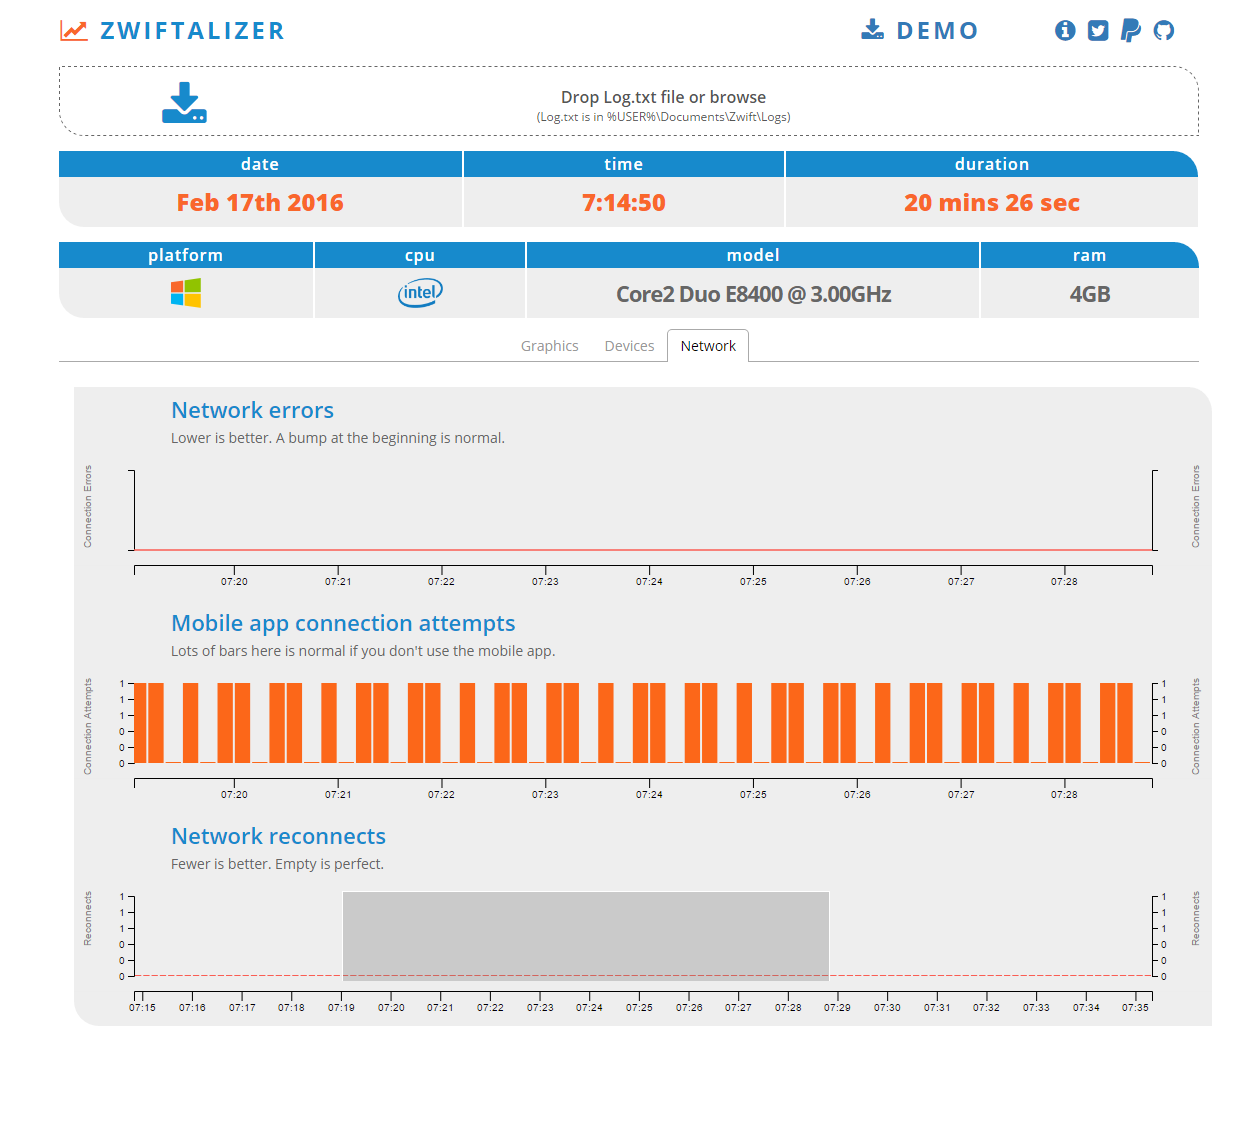 ZWIFTALIZER DEMO
Drop Log.txt file or browse
(Log.txt is in %USER%\Documents\Zwift\Logs)
date time duration
Feb 17th 2016 7:14:50 20 mins 26 sec
platform cpu model ram
intel Core2 Duo E8400 @ 3.00GHz 4GB
Graphics Devices Network
Network errors
Lower is better. A bump at the beginning is normal.
Connection Errors
Connection Errors
07:20 07:21 07:22 07:23 07:24 07:25 07:26 07:27 07:28
Mobile app connection attempts
Lots of bars here is normal if you don't use the mobile app.
Connection Attempts
1 1
1 1
1 1
0 0
0 0
0 0
Connection Attempts
07:20 07:21 07:22 07:23 07:24 07:25 07:26 07:27 07:28
Network reconnects
Fewer is better. Empty is perfect.
Reconnects
1 1
1 1
1 1
0 0
0 0
0 0
Reconnects
07:15 07:16 07:17 07:18 07:19 07:20 07:21 07:22 07:23 07:24 07:25 07:26 07:27 07:28 07:29 07:30 07:31 07:32 07:33 07:34 07:35